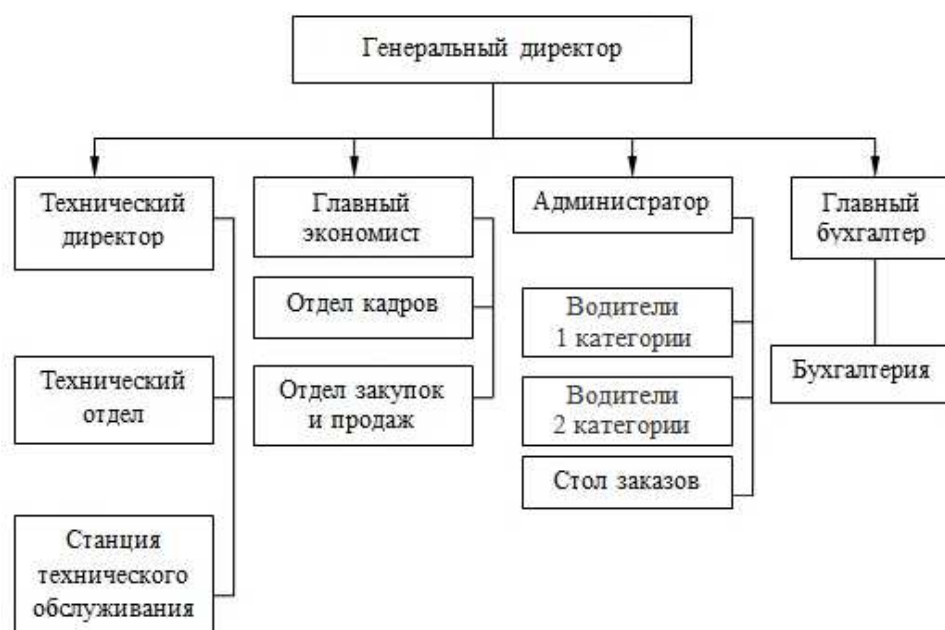 Генеральный директор
Технический
директор
Главный
экономист
Администратор
Главный
бухгалтер
Отдел кадров
Водители
1 категории
Бухгалтерия
Технический
отдел
Отдел закупок
и продаж
Водители
2 категории
Стол заказов
Станция
технического
обслуживания